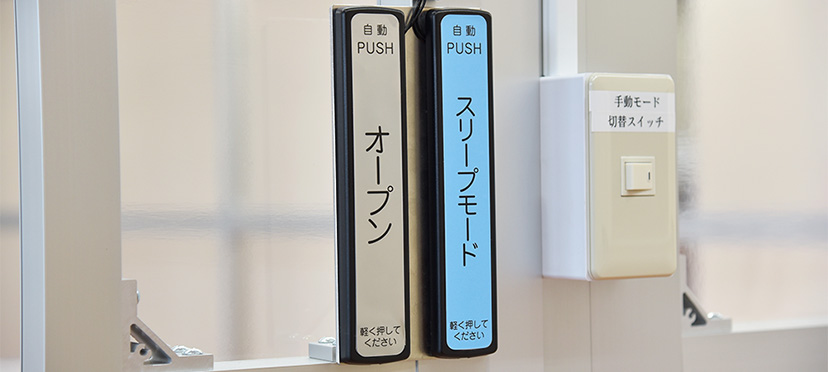 自動
PUSH
オープン
軽く押して
ください
自動
PUSH
スリープモード
軽く押して
ください
手動モード
切替スイッチ